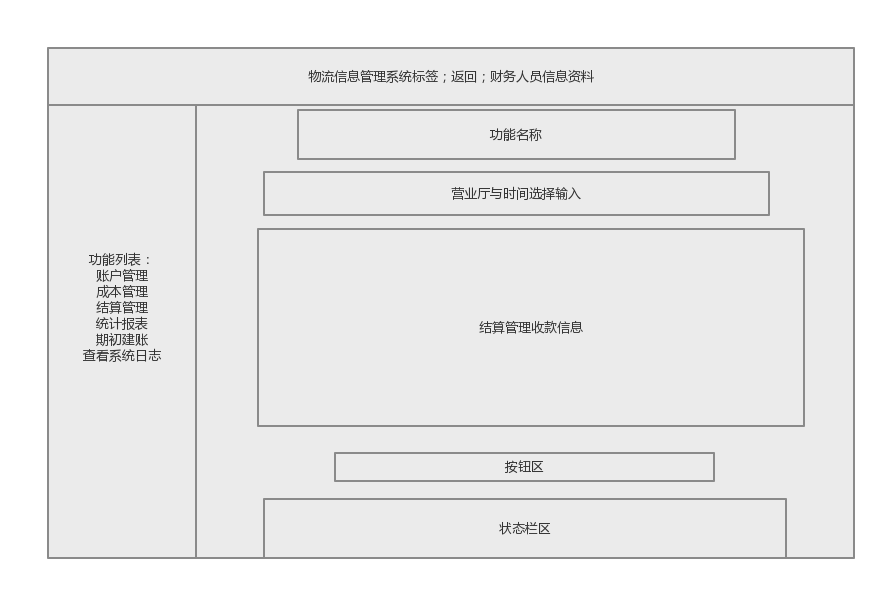 物流信息管理系统标签；返回；财务人员信息资料
功能名称
营业厅与时间选择输入
功能列表：
账户管理
成本管理
结算管理
统计报表
期初建账
查看系统日志
结算管理收款信息
按钮区
状态栏区